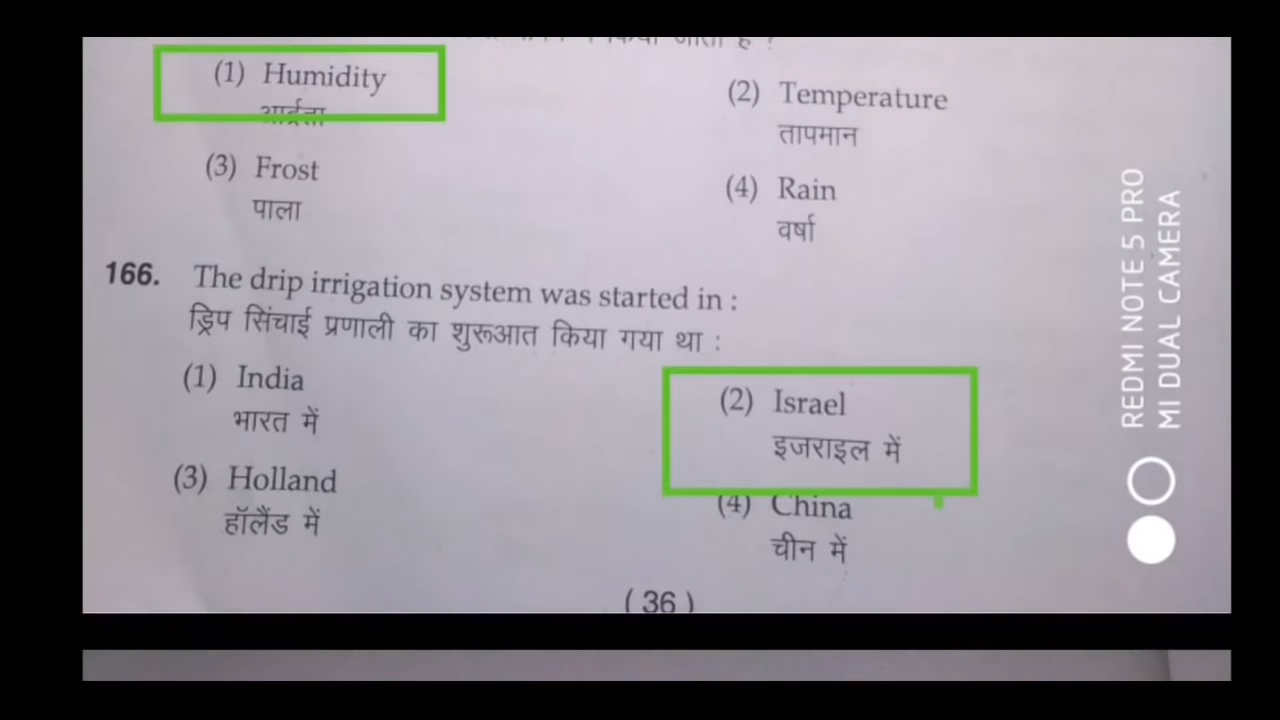 किया जाता है ?
(1) Humidity
आर्द्रता
(2) Temperature
तापमान
(3) Frost
पाला
(4) Rain
वर्षा
166. The drip irrigation system was started in :
ड्रिप सिंचाई प्रणाली का शुरूआत किया गया था :
(1) India
भारत में
(2) Israel
इजराइल में
(3) Holland
हॉलैंड में
(4) China
चीन में
( 36 )
REDMI NOTE 5 PRO
MI DUAL CAMERA